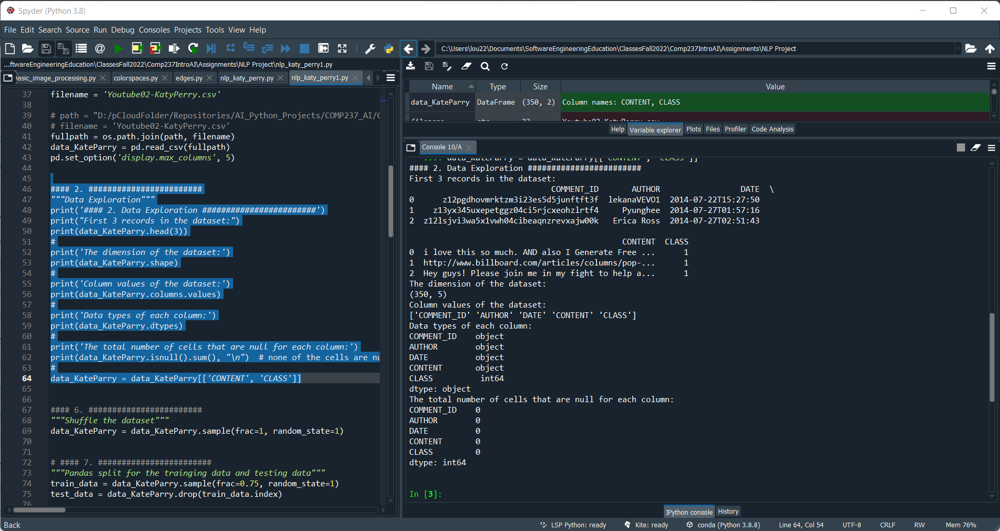 Spyder (Python 3.8)
File Edit Search Source Run Debug Consoles Projects Tools View Help
C:\Users\lou22\Documents\SoftwareEngineeringEducation\ClassesFall2022\Comp237IntroAI\Assignments\NLP Project
...ftwareEngineeringEducation\ClassesFall2022\Comp237IntroAI\Assignments\NLP Project\nlp_katy_perry1.py
asic_image_processing.py colorspaces.py edges.py nlp_katy_perry.py nlp_katy_perry1.py
37 filename = 'Youtube02-KatyPerry.csv'
38
39 # path = "D:/pCloudFolder/Repositories/AI_Python_Projects/COMP237_AI/C
40 # filename = 'Youtube02-KatyPerry.csv'
41 fullpath = os.path.join(path, filename)
42 data_KateParry = pd.read_csv(fullpath)
43 pd.set_option('display.max_columns', 5)
44
45
46 #### 2. ########################
47 """Data Exploration"""
48 print('#### 2. Data Exploration ########################')
49 print("First 3 records in the dataset:")
50 print(data_KateParry.head(3))
51 #
52 print('The dimension of the dataset:')
53 print(data_KateParry.shape)
54 #
55 print('Column values of the dataset:')
56 print(data_KateParry.columns.values)
57 #
58 print('Data types of each column:')
59 print(data_KateParry.dtypes)
60 #
61 print('The total number of cells that are null for each column:')
62 print(data_KateParry.isnull().sum(), "\n")  # none of the cells are nu
63 #
64 data_KateParry = data_KateParry[['CONTENT', 'CLASS']]
65
66
67 #### 6. ########################
68 """Shuffle the dataset"""
69 data_KateParry = data_KateParry.sample(frac=1, random_state=1)
70
71
72 # #### 7. ########################
73 """Pandas split for the trainging data and testing data"""
74 train_data = data_KateParry.sample(frac=0.75, random_state=1)
75 test_data = data_KateParry.drop(train_data.index)
76
Name Type Size Value
data_KateParry DataFrame (350, 2) Column names: CONTENT, CLASS
filename str 23 Youtube02-KatyPerry.csv
Help Variable explorer Plots Files Profiler Code Analysis
Console 10/A
...: data_KateParry = data_KateParry[['CONTENT', 'CLASS']]
#### 2. Data Exploration ########################
First 3 records in the dataset:
COMMENT_ID AUTHOR DATE \
0 z12pgdhovmrktzm3i23es5d5junftft3f lekanaVEVO1 2014-07-22T15:27:50
1 z13yx345uxepetggz04ci5rjcxeohzlrtf4 Pyunghee 2014-07-27T01:57:16
2 z12lsjvi3wa5x1vwh04cibeaqnzrevxajw00k Erica Ross 2014-07-27T02:51:43
CONTENT CLASS
0 i love this so much. AND also I Generate Free ... 1
1 http://www.billboard.com/articles/columns/pop-... 1
2 Hey guys! Please join me in my fight to help a... 1
The dimension of the dataset:
(350, 5)
Column values of the dataset:
['COMMENT_ID' 'AUTHOR' 'DATE' 'CONTENT' 'CLASS']
Data types of each column:
COMMENT_ID object
AUTHOR object
DATE object
CONTENT object
CLASS int64
dtype: object
The total number of cells that are null for each column:
COMMENT_ID 0
AUTHOR 0
DATE 0
CONTENT 0
CLASS 0
dtype: int64
In [3]:
IPython console History
Back LSP Python: ready Kite: ready conda (Python 3.8.8) Line 64, Col 54 UTF-8 CRLF RW Mem 76%